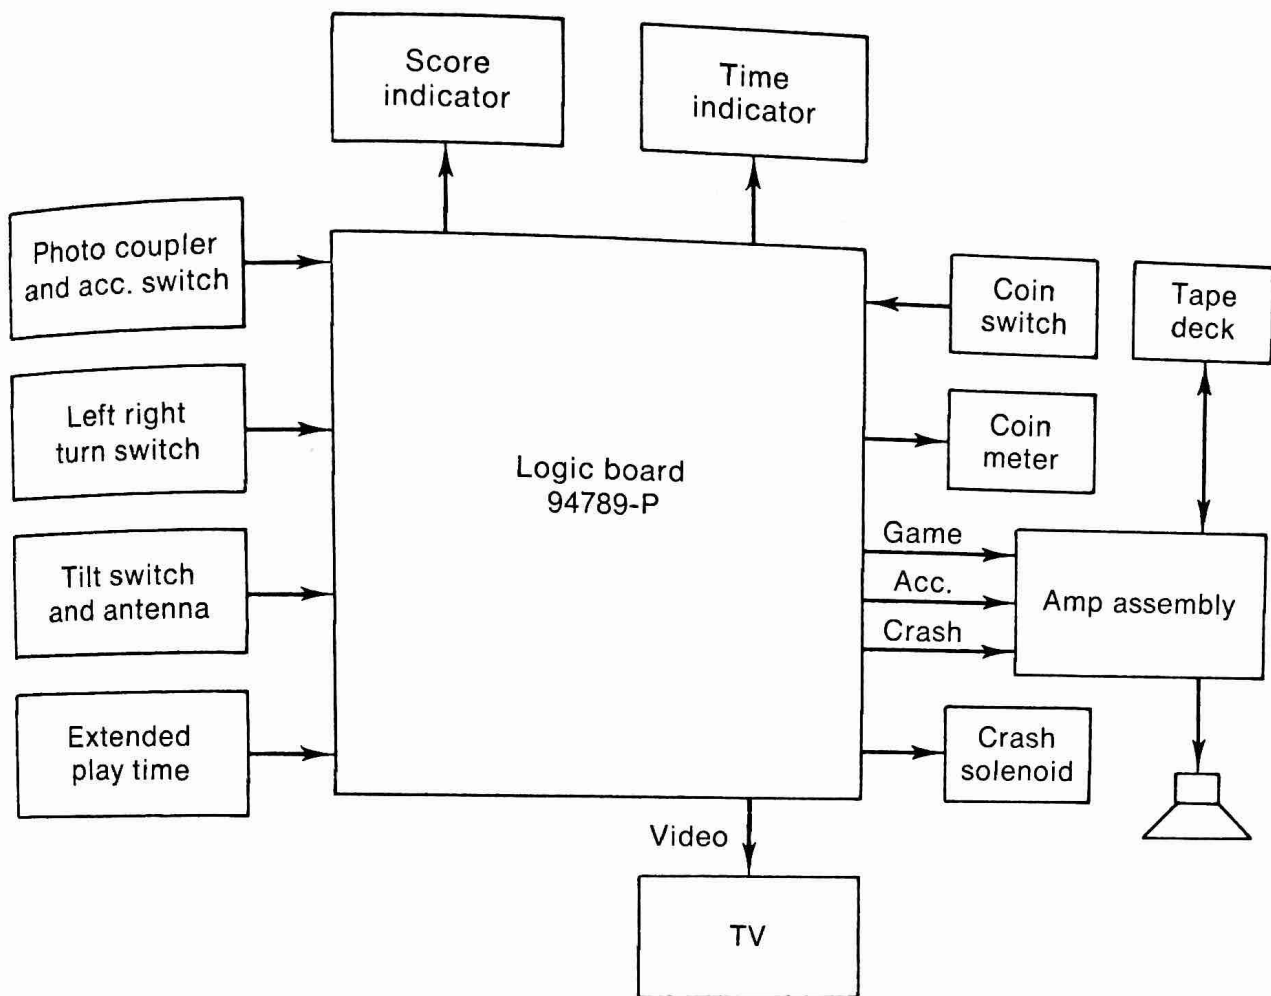 Score
indicator
Time
indicator
Photo coupler
and acc. switch
Left right
turn switch
Tilt switch
and antenna
Extended
play time
Logic board
94789-P
Coin
switch
Tape
deck
Coin
meter
Game
Acc.
Crash
Amp assembly
Crash
solenoid
Video
TV